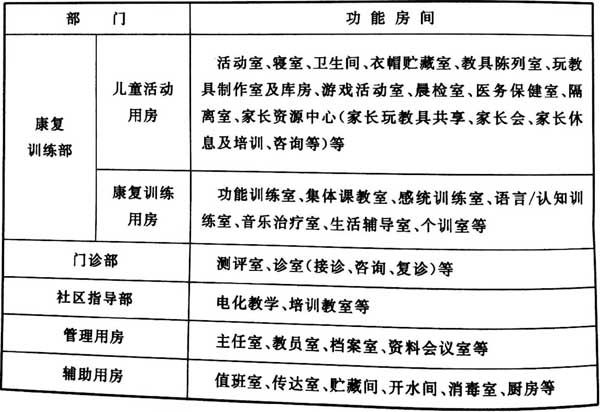 部 门 功能房间
康复
训练部
儿童活动
用房
活动室、寝室、卫生间、衣帽贮藏室、教具陈列室、玩教
具制作室及库房、游戏活动室、晨检室、医务保健室、隔
离室、家长资源中心(家长玩教具共享、家长会、家长休
息及培训、咨询等)等
康复训练
用房
功能训练室、集体课教室、感统训练室、语言/认知训
练室、音乐治疗室、生活辅导室、个训室等
门诊部 测评室、诊室(接诊、咨询、复诊)等
社区指导部 电化教学、培训教室等
管理用房 主任室、教员室、档案室、资料会议室等
辅助用房 值班室、传达室、贮藏间、开水间、消毒室、厨房等